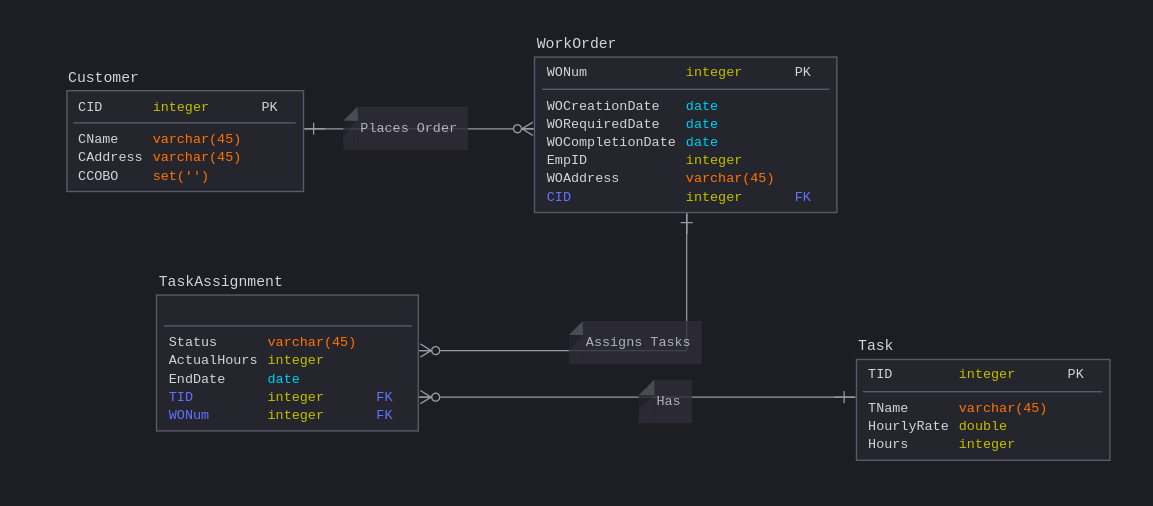 WorkOrder
WONum integer PK
WOCreationDate date
WORequiredDate date
WOCompletionDate date
EmpID integer
WOAddress varchar(45)
CID integer FK
Customer
CID integer PK
CName varchar(45)
CAddress varchar(45)
CCOBO set('')
Places Order
TaskAssignment
Status varchar(45)
ActualHours integer
EndDate date
TID integer FK
WONum integer FK
Assigns Tasks
Has
Task
TID integer PK
TName varchar(45)
HourlyRate double
Hours integer